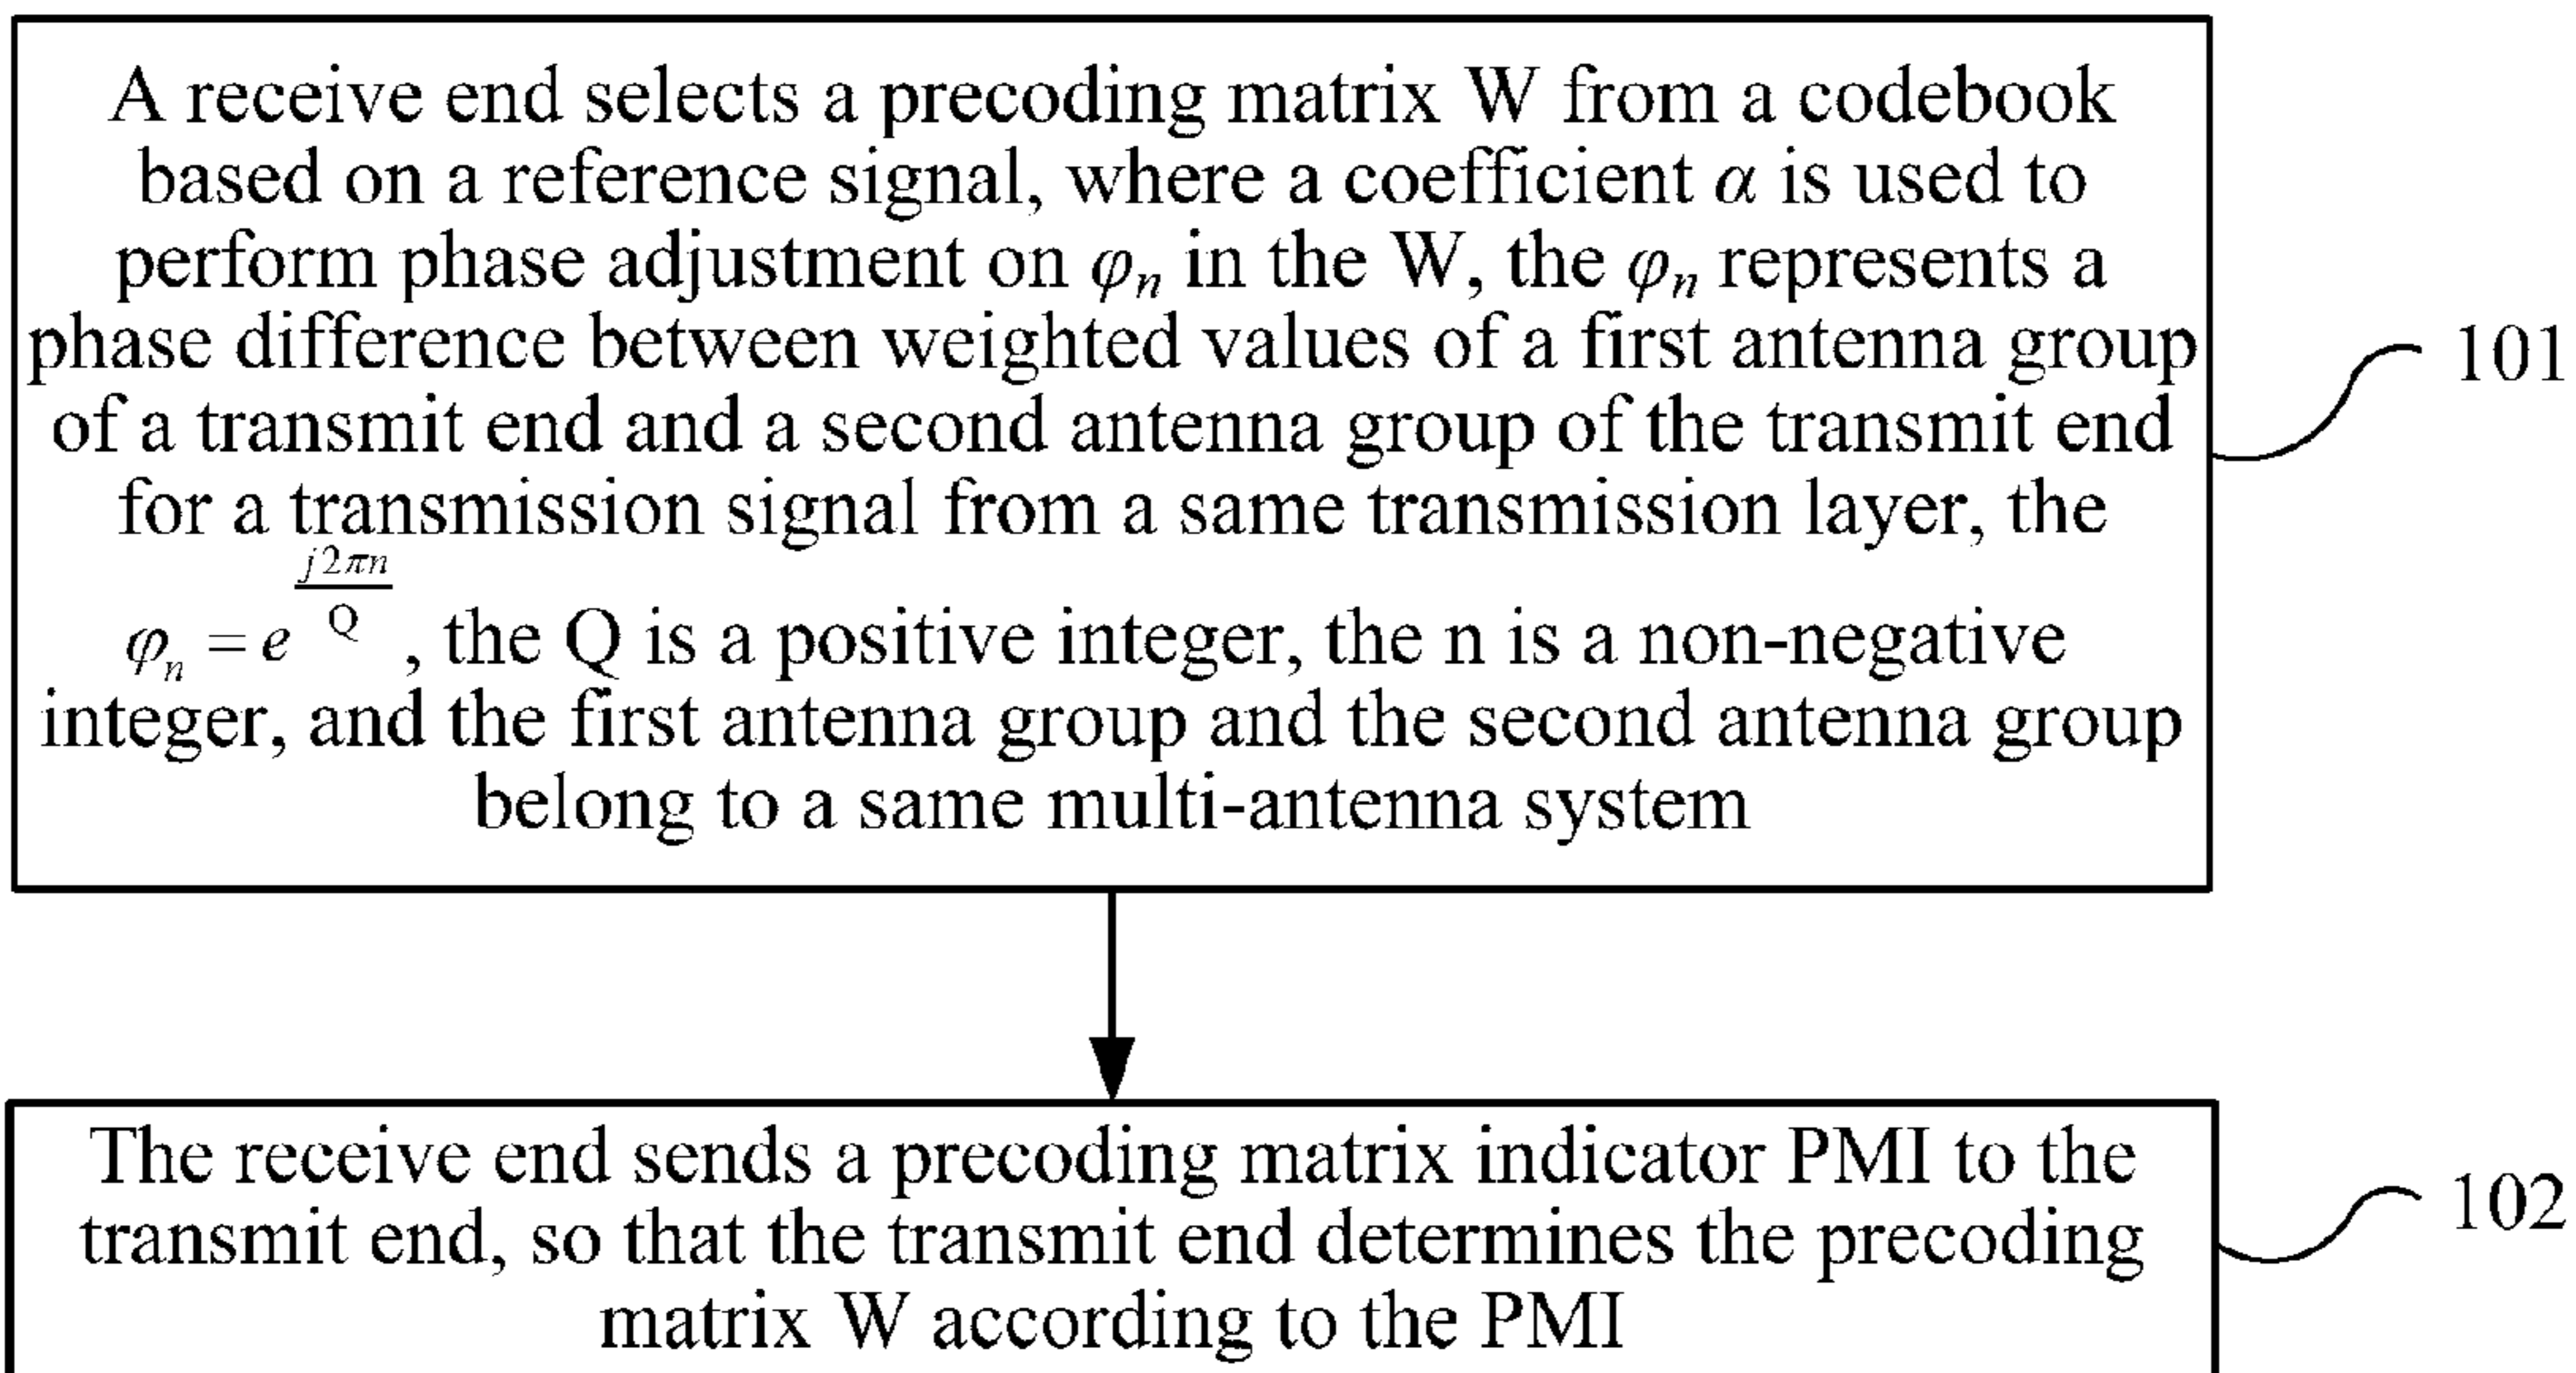 A receive end selects a precoding matrix W from a codebook
based on a reference signal, where a coefficient α is used to
perform phase adjustment on φₙ in the W, the φₙ represents a
phase difference between weighted values of a first antenna group
101
of a transmit end and a second antenna group of the transmit end
for a transmission signal from a same transmission layer, the
φₙ = e^(j2πn/Q), the Q is a positive integer, the n is a non-negative
integer, and the first antenna group and the second antenna group
belong to a same multi-antenna system
The receive end sends a precoding matrix indicator PMI to the
102
transmit end, so that the transmit end determines the precoding
matrix W according to the PMI